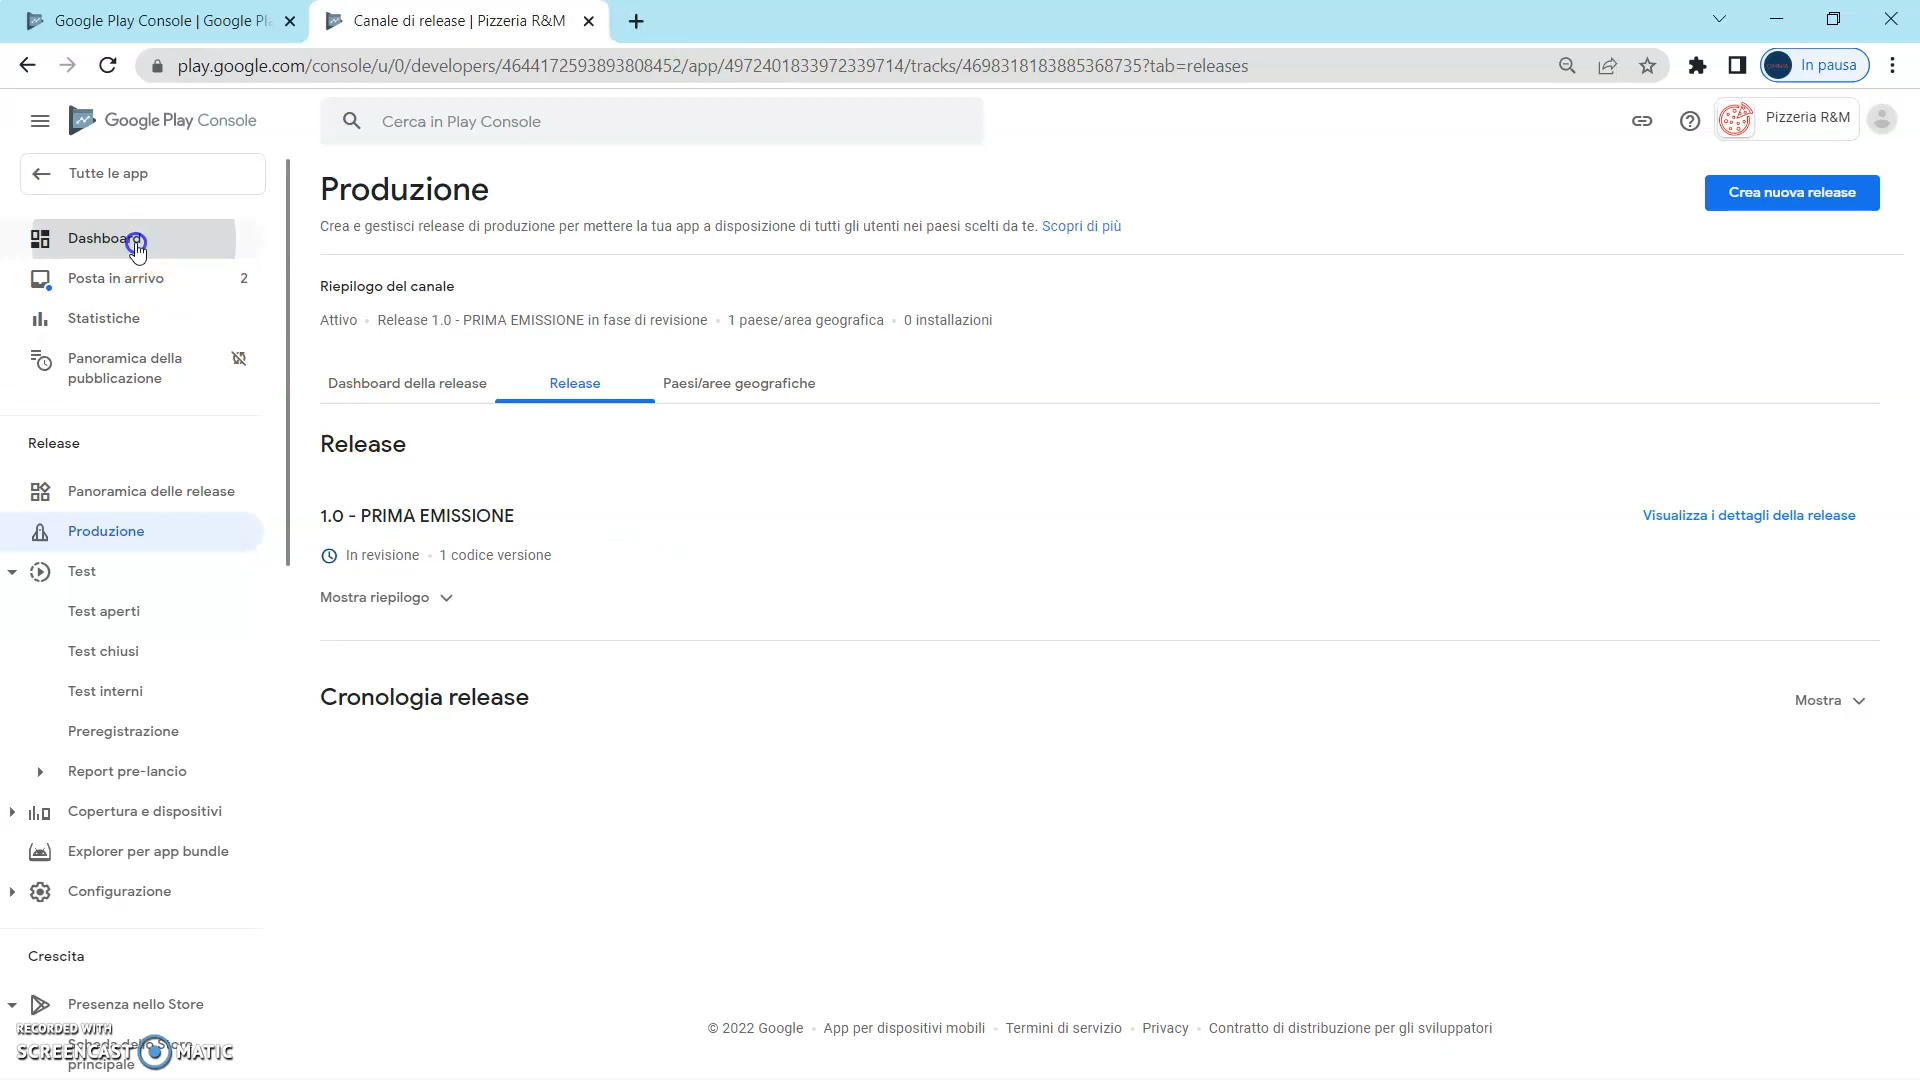 Google Play Console | Google Pl
Canale di release | Pizzeria R&M
play.google.com/console/u/0/developers/4644172593893808452/app/4972401833972339714/tracks/4698318183885368735?tab=releases
In pausa
Google Play Console
Cerca in Play Console
Pizzeria R&M
Tutte le app
Dashboard
Posta in arrivo 2
Statistiche
Panoramica della
pubblicazione
Release
Panoramica delle release
Produzione
Test
Test aperti
Test chiusi
Test interni
Preregistrazione
Report pre-lancio
Copertura e dispositivi
Explorer per app bundle
Configurazione
Crescita
Presenza nello Store
Scheda dello Store
principale
RECORDED WITH
SCREENCAST MATIC
Produzione
Crea nuova release
Crea e gestisci release di produzione per mettere la tua app a disposizione di tutti gli utenti nei paesi scelti da te. Scopri di più
Riepilogo del canale
Attivo • Release 1.0 - PRIMA EMISSIONE in fase di revisione • 1 paese/area geografica • 0 installazioni
Dashboard della release Release Paesi/aree geografiche
Release
1.0 - PRIMA EMISSIONE
Visualizza i dettagli della release
In revisione • 1 codice versione
Mostra riepilogo
Cronologia release
Mostra
© 2022 Google • App per dispositivi mobili • Termini di servizio • Privacy • Contratto di distribuzione per gli sviluppatori